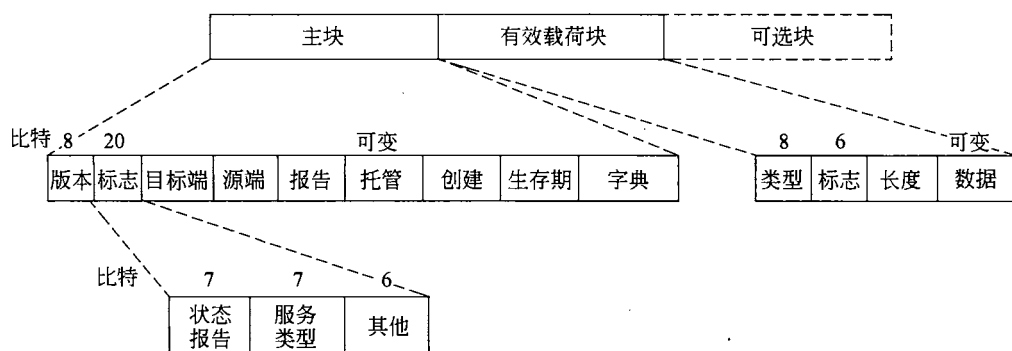 主块 有效载荷块 可选块
比特 8 20 可变 8 6 可变
版本 标志 目标端 源端 报告 托管 创建 生存期 字典 类型 标志 长度 数据
比特 7 7 6
状态报告 服务类型 其他